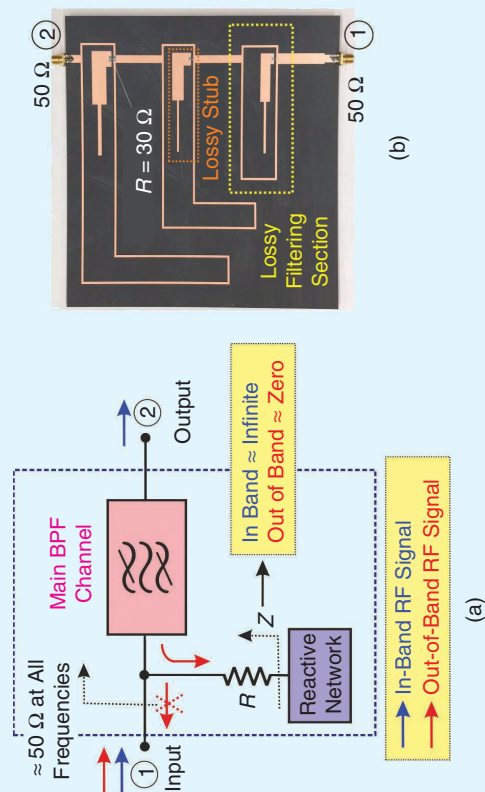 ≈ 50 Ω at All
Frequencies
1
Input
Main BPF
Channel
2
Output
R
Z
Reactive
Network
In Band ≈ Infinite
Out of Band ≈ Zero
In-Band RF Signal
Out-of-Band RF Signal
(a)
50 Ω
2
R = 30 Ω
Lossy Stub
Lossy
Filtering
Section
50 Ω
1
(b)